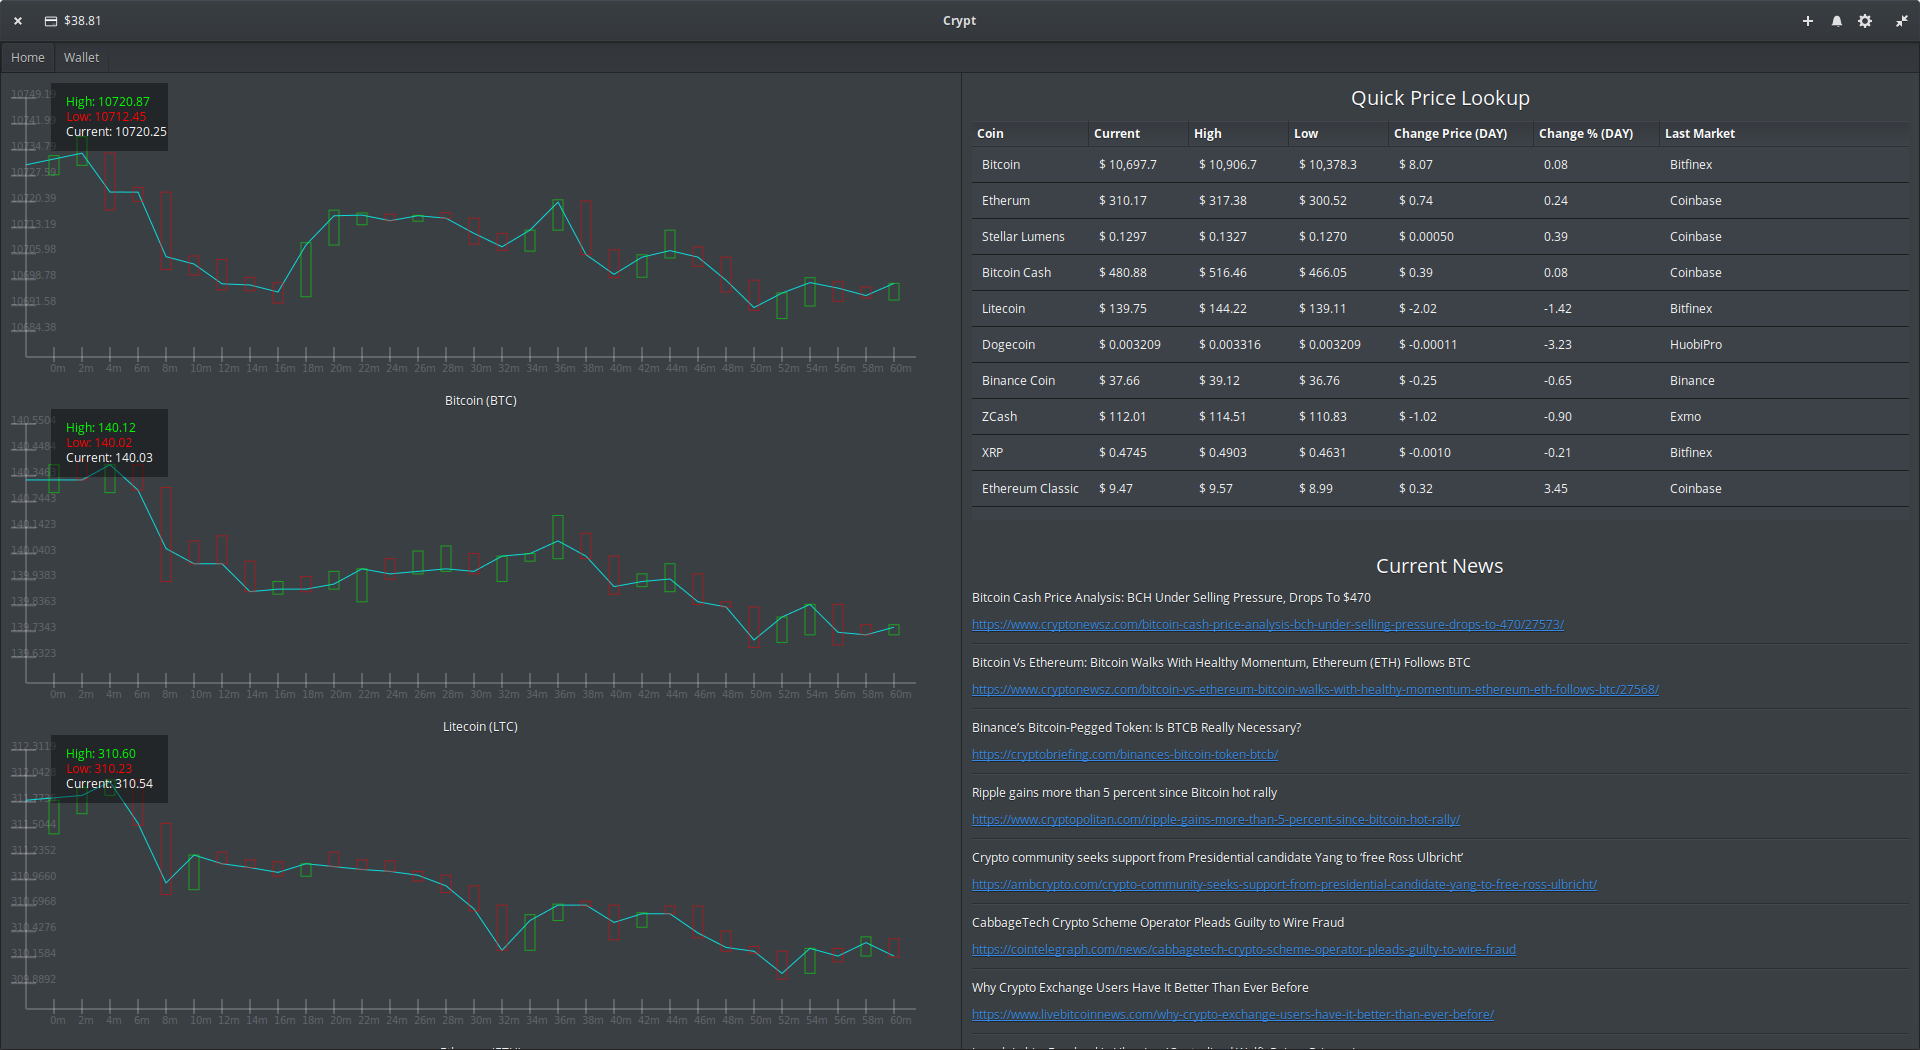 $38.81
Crypt
Home
Wallet
10749.19
High: 10720.87
Low: 10712.45
Current: 10720.25
10741.99
10734.79
10727.59
10720.39
10713.19
10705.98
10698.78
10691.58
10684.38
0m 2m 4m 6m 8m 10m 12m 14m 16m 18m 20m 22m 24m 26m 28m 30m 32m 34m 36m 38m 40m 42m 44m 46m 48m 50m 52m 54m 56m 58m 60m
Bitcoin (BTC)
140.5504
High: 140.12
Low: 140.02
Current: 140.03
140.4484
140.3463
140.2443
140.1423
140.0403
139.9383
139.8363
139.7343
139.6323
0m 2m 4m 6m 8m 10m 12m 14m 16m 18m 20m 22m 24m 26m 28m 30m 32m 34m 36m 38m 40m 42m 44m 46m 48m 50m 52m 54m 56m 58m 60m
Litecoin (LTC)
312.3119
High: 310.60
Low: 310.23
Current: 310.54
312.0428
311.5044
311.2352
310.9660
310.6968
310.4276
310.1584
309.8892
0m 2m 4m 6m 8m 10m 12m 14m 16m 18m 20m 22m 24m 26m 28m 30m 32m 34m 36m 38m 40m 42m 44m 46m 48m 50m 52m 54m 56m 58m 60m
Quick Price Lookup
Coin Current High Low Change Price (DAY) Change % (DAY) Last Market
Bitcoin $ 10,697.7 $ 10,906.7 $ 10,378.3 $ 8.07 0.08 Bitfinex
Etherum $ 310.17 $ 317.38 $ 300.52 $ 0.74 0.24 Coinbase
Stellar Lumens $ 0.1297 $ 0.1327 $ 0.1270 $ 0.00050 0.39 Coinbase
Bitcoin Cash $ 480.88 $ 516.46 $ 466.05 $ 0.39 0.08 Coinbase
Litecoin $ 139.75 $ 144.22 $ 139.11 $ -2.02 -1.42 Bitfinex
Dogecoin $ 0.003209 $ 0.003316 $ 0.003209 $ -0.00011 -3.23 HuobiPro
Binance Coin $ 37.66 $ 39.12 $ 36.76 $ -0.25 -0.65 Binance
ZCash $ 112.01 $ 114.51 $ 110.83 $ -1.02 -0.90 Exmo
XRP $ 0.4745 $ 0.4903 $ 0.4631 $ -0.0010 -0.21 Bitfinex
Ethereum Classic $ 9.47 $ 9.57 $ 8.99 $ 0.32 3.45 Coinbase
Current News
Bitcoin Cash Price Analysis: BCH Under Selling Pressure, Drops To $470
https://www.cryptonewsz.com/bitcoin-cash-price-analysis-bch-under-selling-pressure-drops-to-470/27573/
Bitcoin Vs Ethereum: Bitcoin Walks With Healthy Momentum, Ethereum (ETH) Follows BTC
https://www.cryptonewsz.com/bitcoin-vs-ethereum-bitcoin-walks-with-healthy-momentum-ethereum-eth-follows-btc/27568/
Binance’s Bitcoin-Pegged Token: Is BTCB Really Necessary?
https://cryptobriefing.com/binances-bitcoin-token-btcb/
Ripple gains more than 5 percent since Bitcoin hot rally
https://www.cryptopolitan.com/ripple-gains-more-than-5-percent-since-bitcoin-hot-rally/
Crypto community seeks support from Presidential candidate Yang to ‘free Ross Ulbricht’
https://ambcrypto.com/crypto-community-seeks-support-from-presidential-candidate-yang-to-free-ross-ulbricht/
CabbageTech Crypto Scheme Operator Pleads Guilty to Wire Fraud
https://cointelegraph.com/news/cabbagetech-crypto-scheme-operator-pleads-guilty-to-wire-fraud
Why Crypto Exchange Users Have It Better Than Ever Before
https://www.livebitcoinnews.com/why-crypto-exchange-users-have-it-better-than-ever-before/